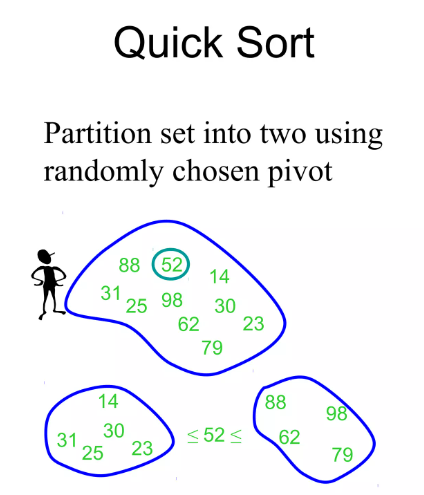 Quick Sort
Partition set into two using
randomly chosen pivot
88 52 14
31 25 98 30
62 23
79
14
31 30
25 23
≤ 52 ≤
88 98
62
79